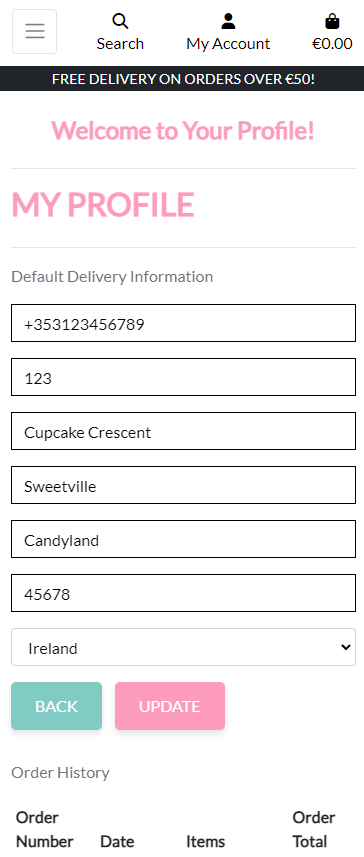 Search My Account €0.00
FREE DELIVERY ON ORDERS OVER €50!
Welcome to Your Profile!
MY PROFILE
Default Delivery Information
+353123456789
123
Cupcake Crescent
Sweetville
Candyland
45678
Ireland
BACK UPDATE
Order History
Order Order
Number Date Items Total